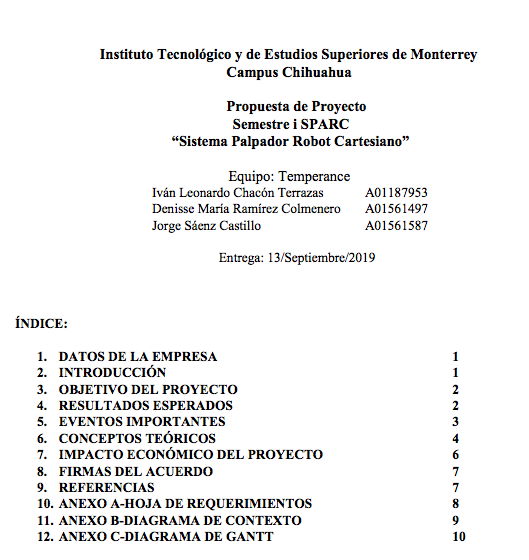 Instituto Tecnológico y de Estudios Superiores de Monterrey
Campus Chihuahua
Propuesta de Proyecto
Semestre i SPARC
“Sistema Palpador Robot Cartesiano”
Equipo: Temperance
Iván Leonardo Chacón Terrazas A01187953
Denisse María Ramírez Colmenero A01561497
Jorge Sáenz Castillo A01561587
Entrega: 13/Septiembre/2019
ÍNDICE:
1. DATOS DE LA EMPRESA 1
2. INTRODUCCIÓN 1
3. OBJETIVO DEL PROYECTO 2
4. RESULTADOS ESPERADOS 2
5. EVENTOS IMPORTANTES 3
6. CONCEPTOS TEÓRICOS 4
7. IMPACTO ECONÓMICO DEL PROYECTO 6
8. FIRMAS DEL ACUERDO 7
9. REFERENCIAS 7
10. ANEXO A-HOJA DE REQUERIMIENTOS 8
11. ANEXO B-DIAGRAMA DE CONTEXTO 9
12. ANEXO C-DIAGRAMA DE GANTT 10